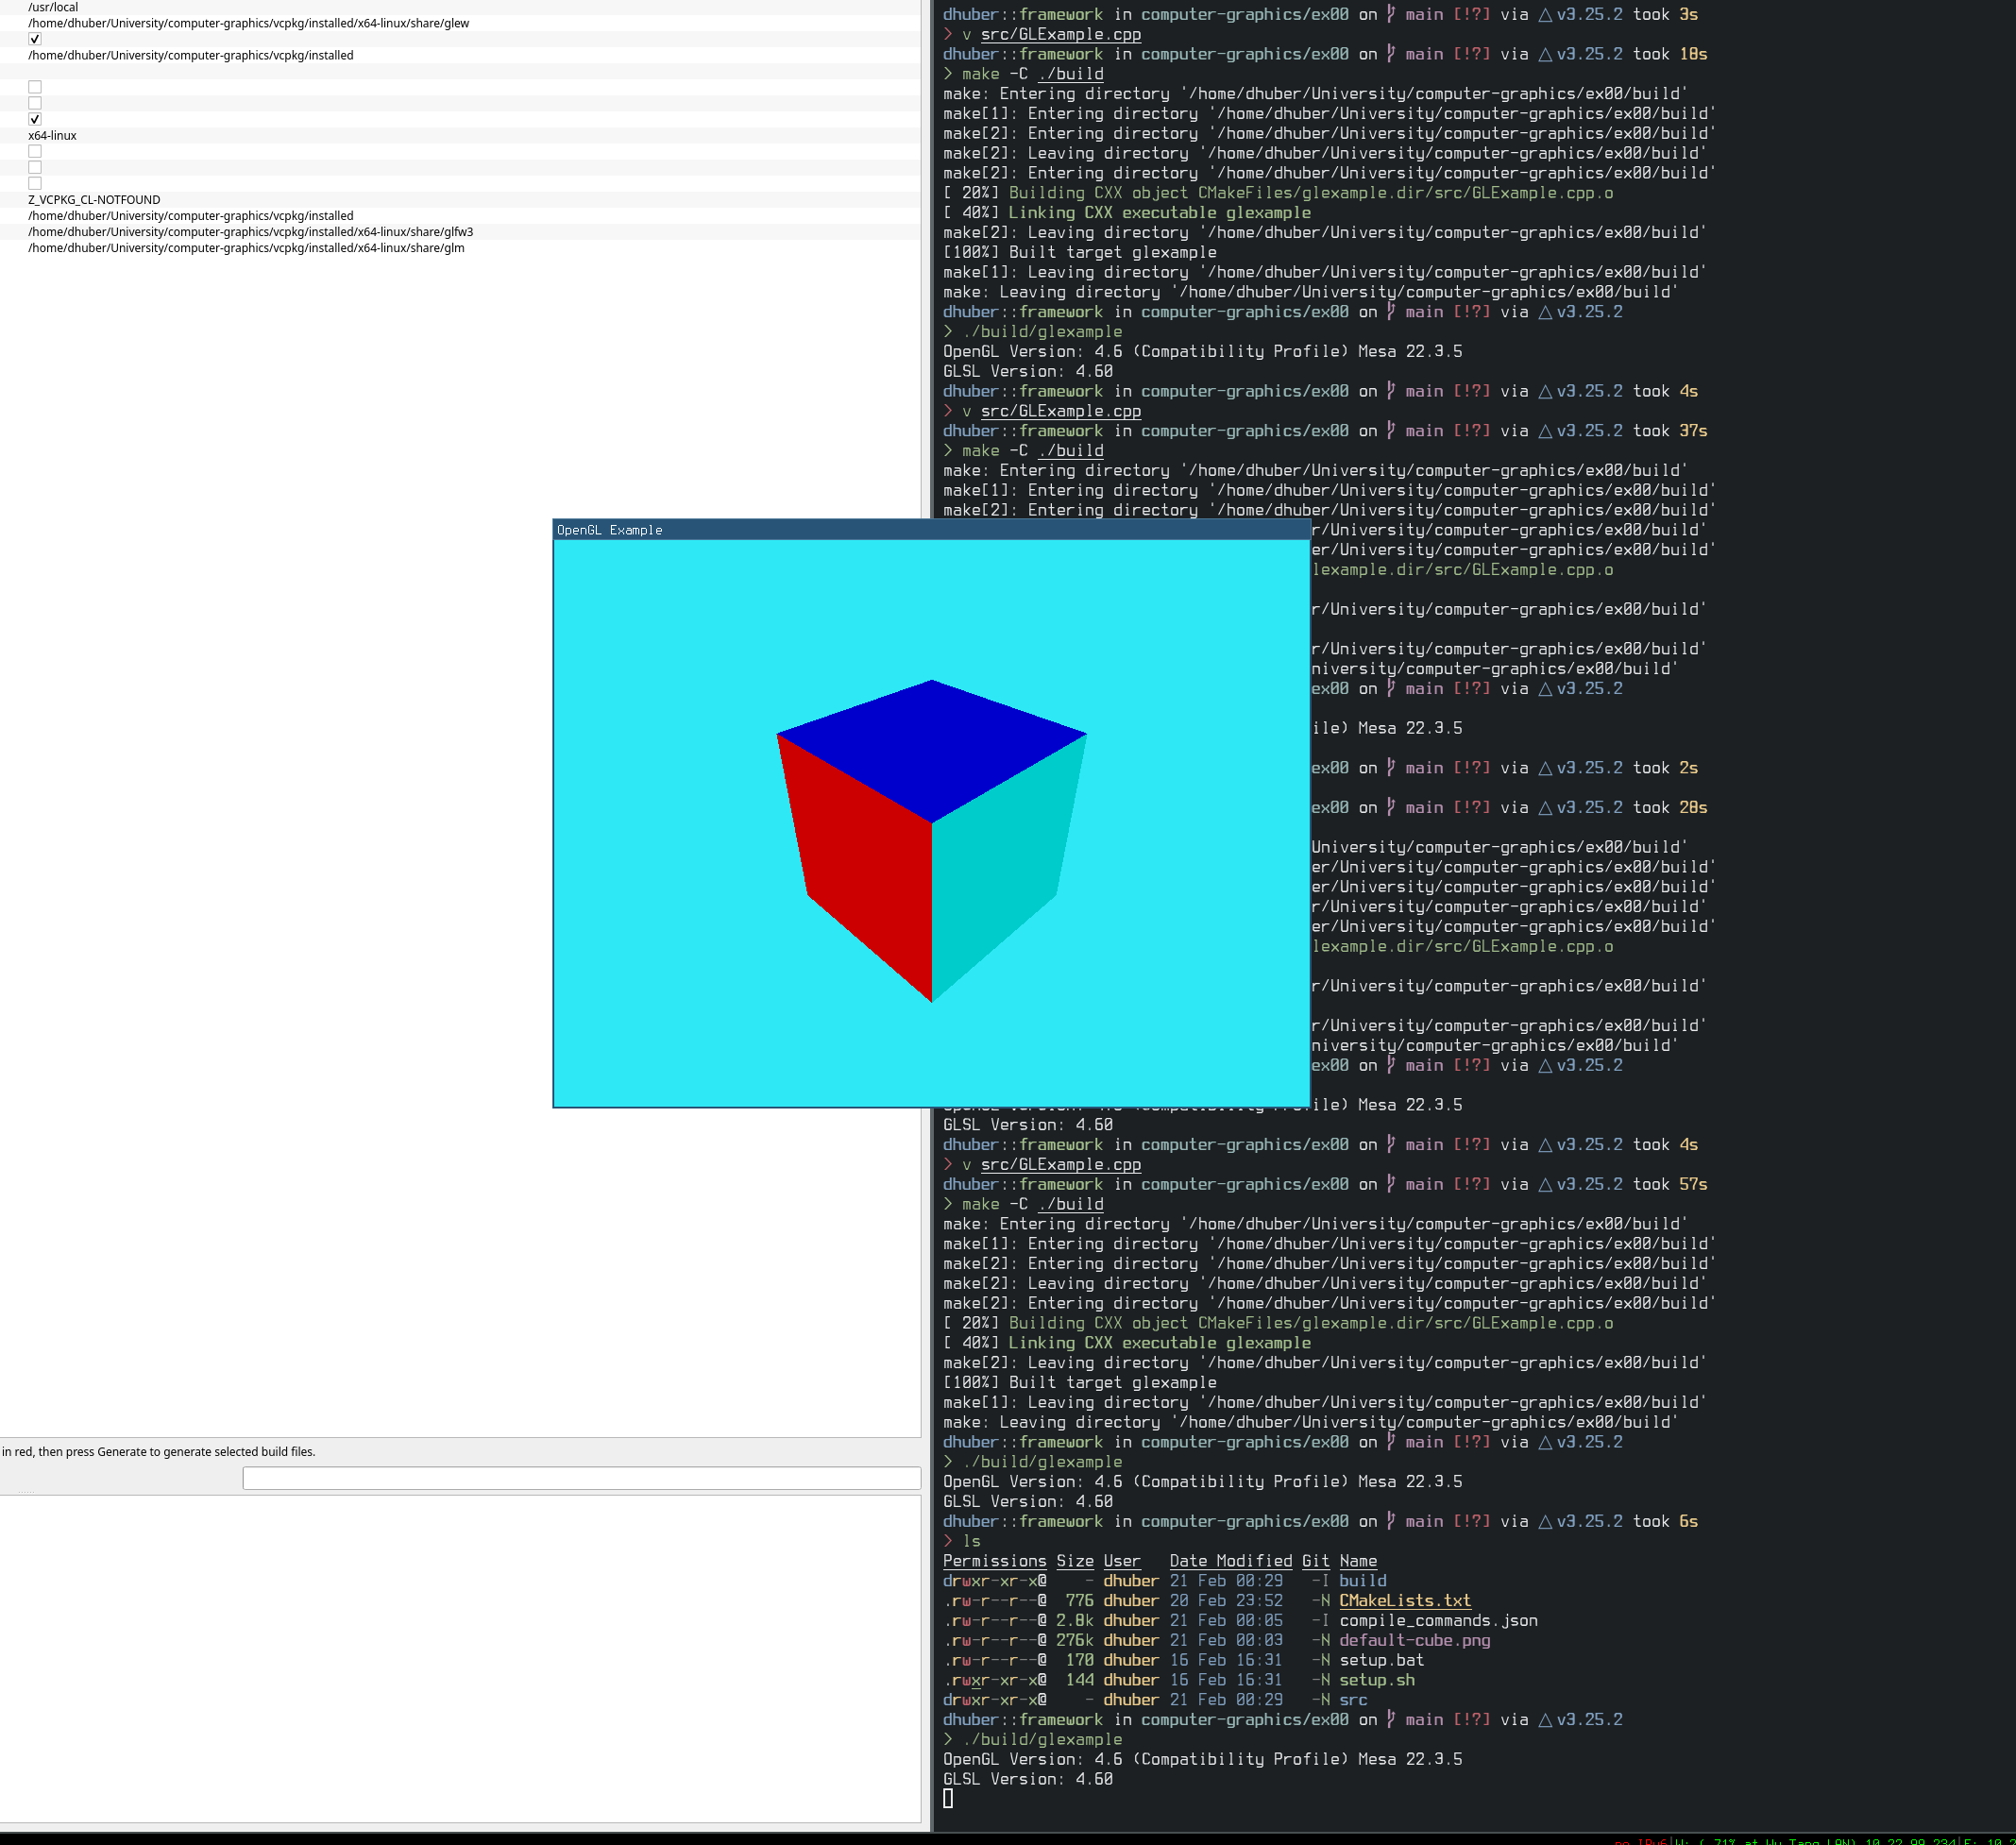 /usr/local
/home/dhuber/University/computer-graphics/vcpkg/installed/x64-linux/share/glew
/home/dhuber/University/computer-graphics/vcpkg/installed
x64-linux
Z_VCPKG_CL-NOTFOUND
/home/dhuber/University/computer-graphics/vcpkg/installed
/home/dhuber/University/computer-graphics/vcpkg/installed/x64-linux/share/glfw3
/home/dhuber/University/computer-graphics/vcpkg/installed/x64-linux/share/glm
in red, then press Generate to generate selected build files.
OpenGL Example
dhuber::framework in computer-graphics/ex00 on main [!?] via △v3.25.2 took 3s
> v src/GLExample.cpp
dhuber::framework in computer-graphics/ex00 on main [!?] via △v3.25.2 took 18s
> make -C ./build
make: Entering directory '/home/dhuber/University/computer-graphics/ex00/build'
make[1]: Entering directory '/home/dhuber/University/computer-graphics/ex00/build'
make[2]: Entering directory '/home/dhuber/University/computer-graphics/ex00/build'
make[2]: Leaving directory '/home/dhuber/University/computer-graphics/ex00/build'
make[2]: Entering directory '/home/dhuber/University/computer-graphics/ex00/build'
[ 20%] Building CXX object CMakeFiles/glexample.dir/src/GLExample.cpp.o
[ 40%] Linking CXX executable glexample
make[2]: Leaving directory '/home/dhuber/University/computer-graphics/ex00/build'
[100%] Built target glexample
make[1]: Leaving directory '/home/dhuber/University/computer-graphics/ex00/build'
make: Leaving directory '/home/dhuber/University/computer-graphics/ex00/build'
dhuber::framework in computer-graphics/ex00 on main [!?] via △v3.25.2
> ./build/glexample
OpenGL Version: 4.6 (Compatibility Profile) Mesa 22.3.5
GLSL Version: 4.60
dhuber::framework in computer-graphics/ex00 on main [!?] via △v3.25.2 took 4s
> v src/GLExample.cpp
dhuber::framework in computer-graphics/ex00 on main [!?] via △v3.25.2 took 37s
> make -C ./build
make: Entering directory '/home/dhuber/University/computer-graphics/ex00/build'
make[1]: Entering directory '/home/dhuber/University/computer-graphics/ex00/build'
make[2]: Entering directory '/home/dhuber/University/computer-graphics/ex00/build'
r/University/computer-graphics/ex00/build'
er/University/computer-graphics/ex00/build'
lexample.dir/src/GLExample.cpp.o
r/University/computer-graphics/ex00/build'
r/University/computer-graphics/ex00/build'
niversity/computer-graphics/ex00/build'
ex00 on main [!?] via △v3.25.2
ile) Mesa 22.3.5
ex00 on main [!?] via △v3.25.2 took 2s
ex00 on main [!?] via △v3.25.2 took 28s
University/computer-graphics/ex00/build'
er/University/computer-graphics/ex00/build'
er/University/computer-graphics/ex00/build'
r/University/computer-graphics/ex00/build'
er/University/computer-graphics/ex00/build'
lexample.dir/src/GLExample.cpp.o
r/University/computer-graphics/ex00/build'
r/University/computer-graphics/ex00/build'
niversity/computer-graphics/ex00/build'
ex00 on main [!?] via △v3.25.2
ile) Mesa 22.3.5
GLSL Version: 4.60
dhuber::framework in computer-graphics/ex00 on main [!?] via △v3.25.2 took 4s
> v src/GLExample.cpp
dhuber::framework in computer-graphics/ex00 on main [!?] via △v3.25.2 took 57s
> make -C ./build
make: Entering directory '/home/dhuber/University/computer-graphics/ex00/build'
make[1]: Entering directory '/home/dhuber/University/computer-graphics/ex00/build'
make[2]: Entering directory '/home/dhuber/University/computer-graphics/ex00/build'
make[2]: Leaving directory '/home/dhuber/University/computer-graphics/ex00/build'
make[2]: Entering directory '/home/dhuber/University/computer-graphics/ex00/build'
[ 20%] Building CXX object CMakeFiles/glexample.dir/src/GLExample.cpp.o
[ 40%] Linking CXX executable glexample
make[2]: Leaving directory '/home/dhuber/University/computer-graphics/ex00/build'
[100%] Built target glexample
make[1]: Leaving directory '/home/dhuber/University/computer-graphics/ex00/build'
make: Leaving directory '/home/dhuber/University/computer-graphics/ex00/build'
dhuber::framework in computer-graphics/ex00 on main [!?] via △v3.25.2
> ./build/glexample
OpenGL Version: 4.6 (Compatibility Profile) Mesa 22.3.5
GLSL Version: 4.60
dhuber::framework in computer-graphics/ex00 on main [!?] via △v3.25.2 took 6s
> ls
Permissions Size User Date Modified Git Name
drwxr-xr-x@ - dhuber 21 Feb 00:29 -I build
.rw-r--r--@ 776 dhuber 20 Feb 23:52 -N CMakeLists.txt
.rw-r--r--@ 2.8k dhuber 21 Feb 00:05 -I compile_commands.json
.rw-r--r--@ 276k dhuber 21 Feb 00:03 -N default-cube.png
.rw-r--r--@ 170 dhuber 16 Feb 16:31 -N setup.bat
.rwxr-xr-x@ 144 dhuber 16 Feb 16:31 -N setup.sh
drwxr-xr-x@ - dhuber 21 Feb 00:29 -N src
dhuber::framework in computer-graphics/ex00 on main [!?] via △v3.25.2
> ./build/glexample
OpenGL Version: 4.6 (Compatibility Profile) Mesa 22.3.5
GLSL Version: 4.60